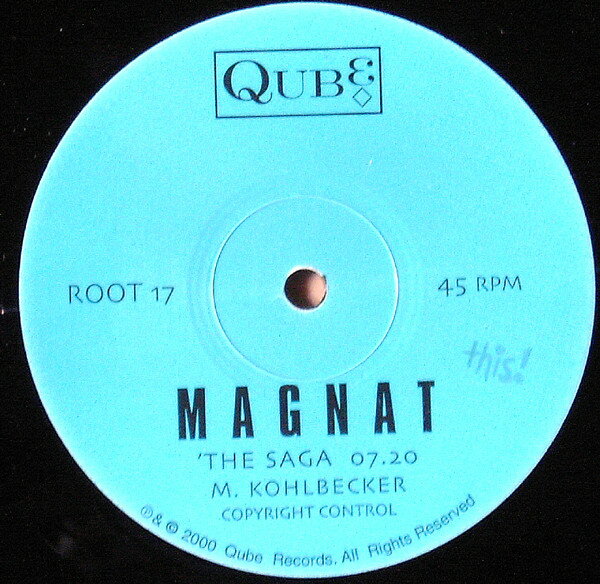 QUBE
ROOT 17
45 RPM
this!
MAGNAT
'THE SAGA 07.20
M. KOHLBECKER
COPYRIGHT CONTROL
℗ & © 2000 Qube Records. All Rights Reserved